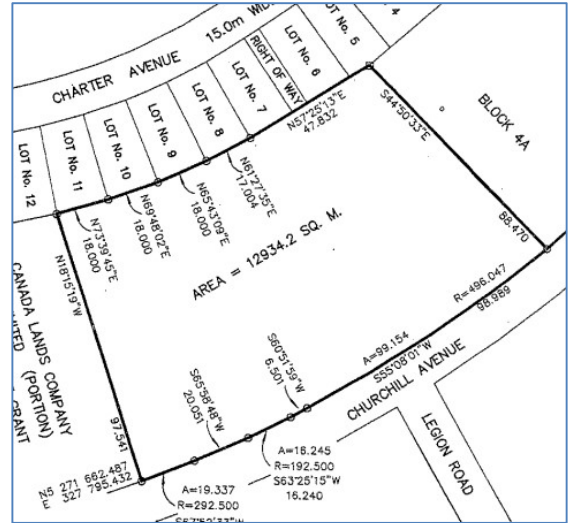 CHARTER AVENUE 15.0m
LOT No. 12
LOT No. 11
LOT No. 10
LOT No. 9
LOT No. 8
LOT No. 7
RIGHT OF WAY
LOT No. 6
LOT No. 5
4
BLOCK 4A
N57°25'13"E
47.832
S44°50'33"E
N61°27'35"E
17.004
N65°43'09"E
18.000
N69°48'02"E
18.000
N73°39'45"E
18.000
N18°15'19"W
97.541
AREA = 12934.2 SQ. M.
R=496.047
98.989
A=99.154
S55°08'01"W
S60°51'59"W
6.501
S65°58'48"W
20.051
CHURCHILL AVENUE
LEGION ROAD
A=16.245
R=192.500
S63°25'15"W
16.240
A=19.337
R=292.500
CANADA LANDS COMPANY
(PORTION)
N5 271 662.487
E 327 795.432